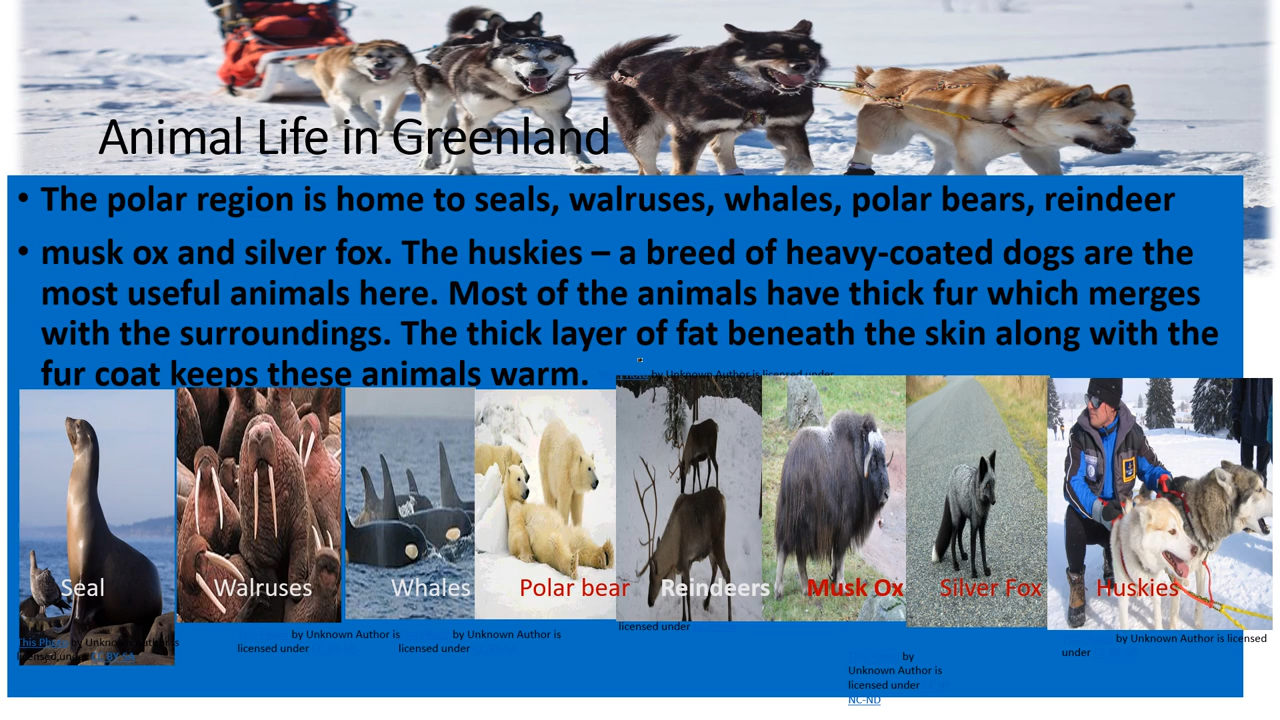 Animal Life in Greenland
• The polar region is home to seals, walruses, whales, polar bears, reindeer
• musk ox and silver fox. The huskies – a breed of heavy-coated dogs are the
most useful animals here. Most of the animals have thick fur which merges
with the surroundings. The thick layer of fat beneath the skin along with the
fur coat keeps these animals warm.
by Unknown Author is licensed under
Seal
Walruses
Whales
Polar bear
Reindeers
Musk Ox
Silver Fox
Huskies
This Photo by Unknown Author is
licensed under
by Unknown Author is
licensed under
by Unknown Author is
licensed under
licensed under
by
Unknown Author is
licensed under
NC-ND
by Unknown Author is licensed
under